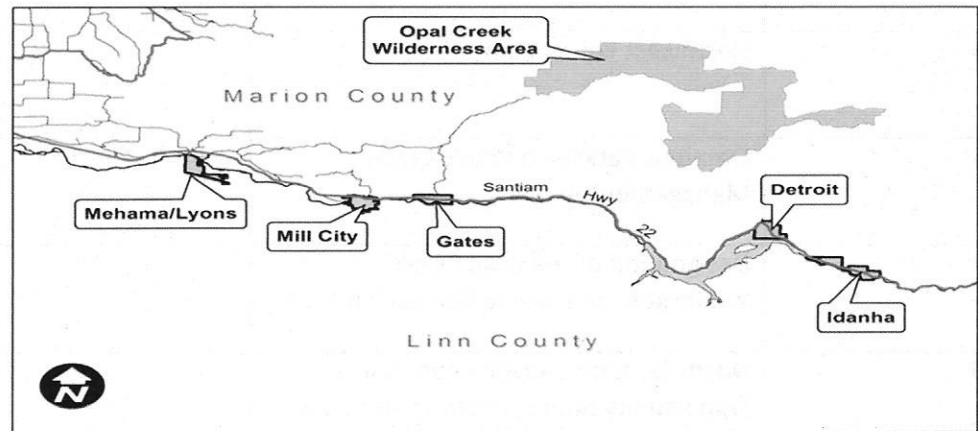 Opal Creek
Wilderness Area
Marion County
Santiam
Hwy
22
Detroit
Mehama/Lyons
Mill City
Gates
Idanha
Linn County
N